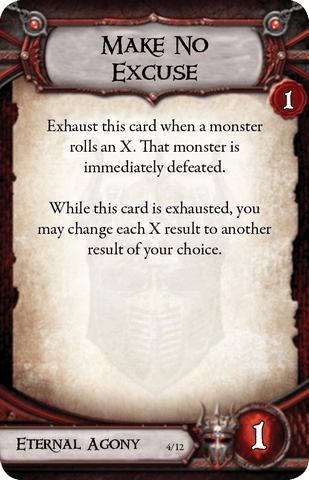 Make No
Excuse
1
Exhaust this card when a monster
rolls an X. That monster is
immediately defeated.
While this card is exhausted, you
may change each X result to another
result of your choice.
Eternal Agony 4/12
1